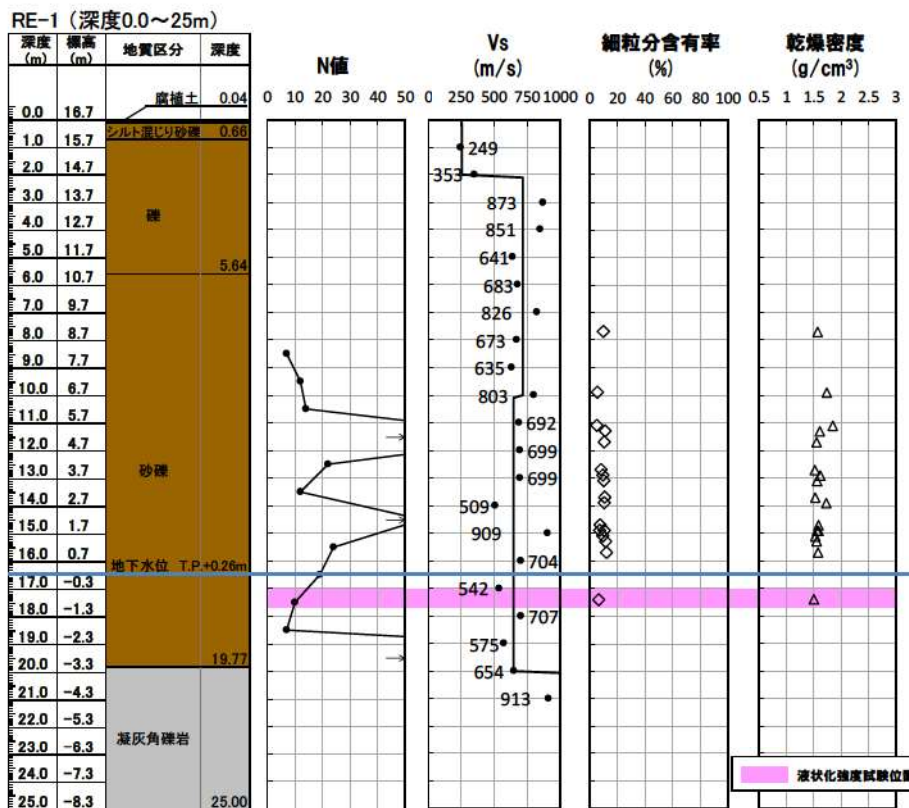 RE-1（深度0.0～25m）
深度(m) 標高(m) 地質区分 深度
N値
Vs (m/s)
細粒分含有率 (%)
乾燥密度 (g/cm³)
腐植土 0.04
0 10 20 30 40 50
0 250 500 750 1000
0 20 40 60 80 100
0.5 1 1.5 2 2.5 3
0.0 16.7
シルト混じり砂礫 0.66
1.0 15.7
249
2.0 14.7
353
3.0 13.7
873
礫
4.0 12.7
851
5.0 11.7
5.64
641
6.0 10.7
683
7.0 9.7
826
8.0 8.7
673
9.0 7.7
635
10.0 6.7
803
11.0 5.7
692
12.0 4.7
699
13.0 3.7
砂礫
699
14.0 2.7
509
15.0 1.7
909
16.0 0.7
地下水位 T.P.+0.26m
704
17.0 -0.3
542
18.0 -1.3
707
19.0 -2.3
575
19.77
20.0 -3.3
654
21.0 -4.3
913
22.0 -5.3
凝灰角礫岩
23.0 -6.3
24.0 -7.3
液状化強度試験位置
25.0 -8.3
25.00